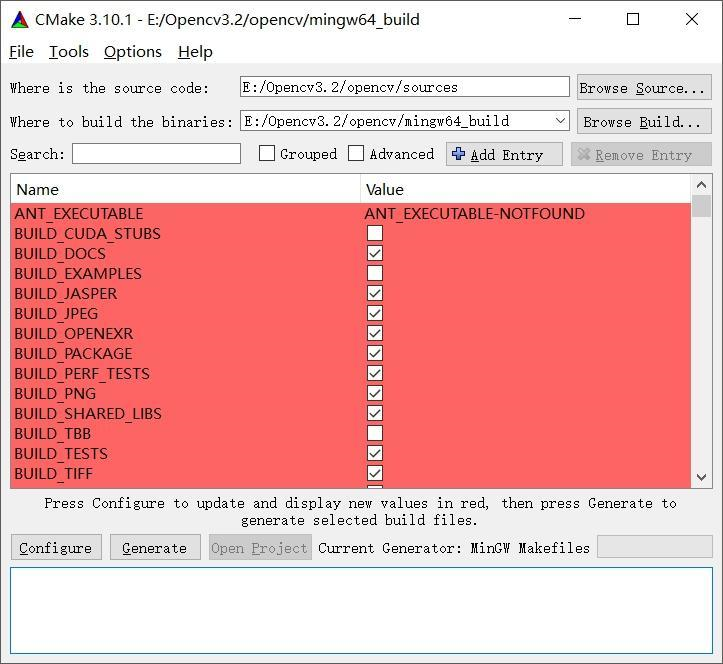 CMake 3.10.1 - E:/Opencv3.2/opencv/mingw64_build
File Tools Options Help
Where is the source code: E:/Opencv3.2/opencv/sources Browse Source...
Where to build the binaries: E:/Opencv3.2/opencv/mingw64_build Browse Build...
Search: Grouped Advanced Add Entry Remove Entry
Name Value
ANT_EXECUTABLE ANT_EXECUTABLE-NOTFOUND
BUILD_CUDA_STUBS
BUILD_DOCS
BUILD_EXAMPLES
BUILD_JASPER
BUILD_JPEG
BUILD_OPENEXR
BUILD_PACKAGE
BUILD_PERF_TESTS
BUILD_PNG
BUILD_SHARED_LIBS
BUILD_TBB
BUILD_TESTS
BUILD_TIFF
Press Configure to update and display new values in red, then press Generate to
generate selected build files.
Configure Generate Open Project Current Generator: MinGW Makefiles